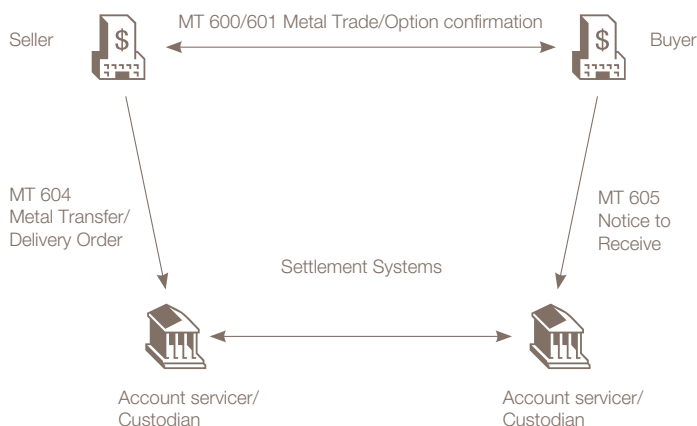 MT 600/601 Metal Trade/Option confirmation
Seller
$
$
Buyer
MT 604
Metal Transfer/
Delivery Order
MT 605
Notice to
Receive
Settlement Systems
Account servicer/
Custodian
Account servicer/
Custodian